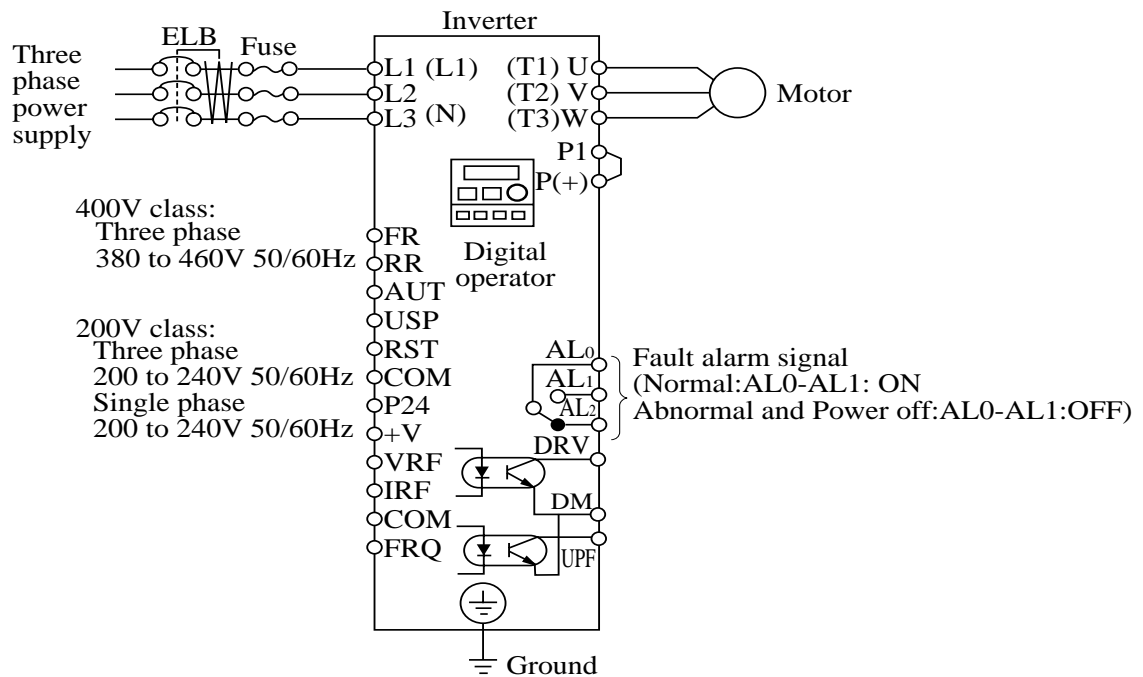 Inverter
ELB
Fuse
Three
phase
power
supply
L1 (L1)
L2
L3 (N)
(T1) U
(T2) V
(T3)W
Motor
P1
P(+)
Digital
operator
400V class:
Three phase
380 to 460V 50/60Hz
200V class:
Three phase
200 to 240V 50/60Hz
Single phase
200 to 240V 50/60Hz
FR
RR
AUT
USP
RST
COM
P24
+V
VRF
IRF
COM
FRQ
AL0
AL1
AL2
Fault alarm signal
(Normal:AL0-AL1: ON
Abnormal and Power off:AL0-AL1:OFF)
DRV
DM
UPF
Ground